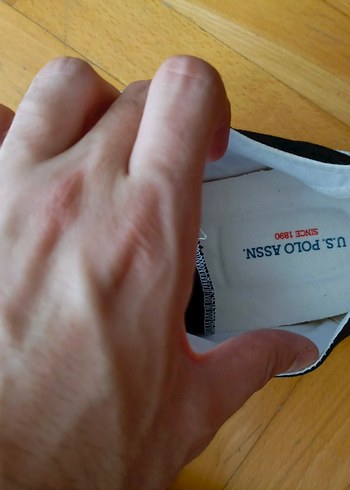 U.S. POLO ASSN.
SINCE 1890